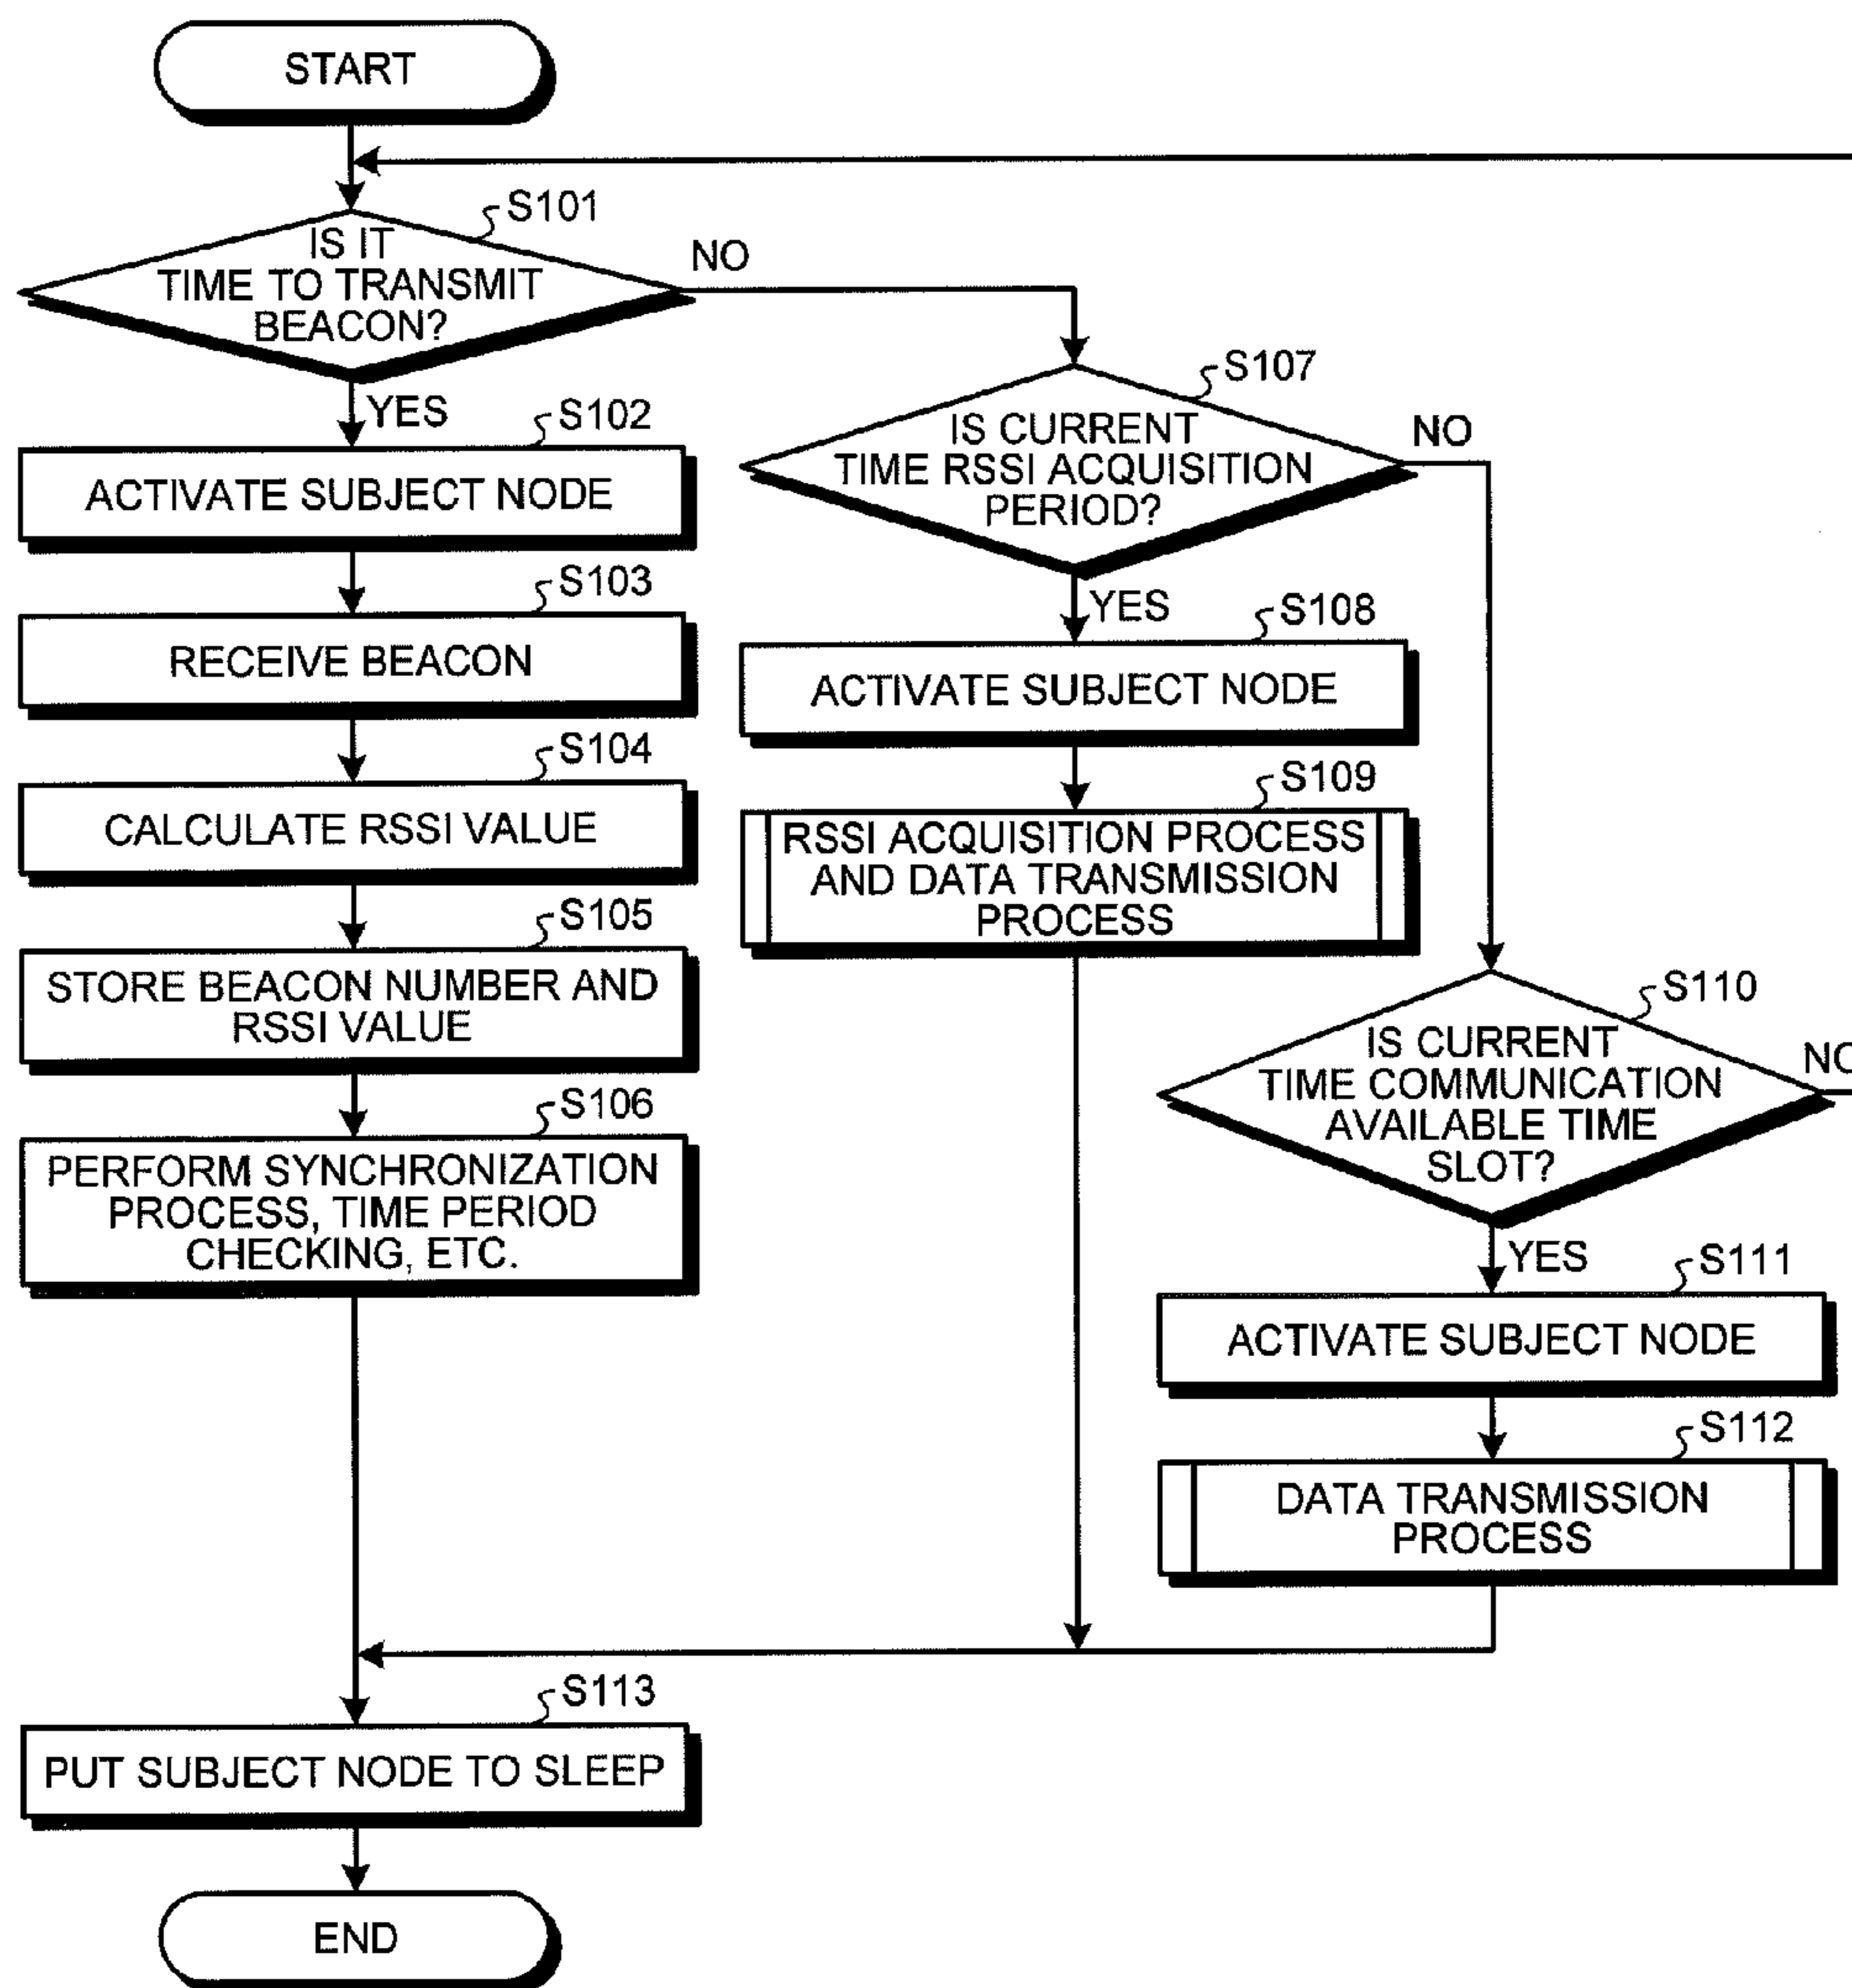 START
S101
IS IT
TIME TO TRANSMIT
BEACON?
NO
YES
S102
ACTIVATE SUBJECT NODE
S103
RECEIVE BEACON
S104
CALCULATE RSSI VALUE
S105
STORE BEACON NUMBER AND
RSSI VALUE
S106
PERFORM SYNCHRONIZATION
PROCESS, TIME PERIOD
CHECKING, ETC.
S107
IS CURRENT
TIME RSSI ACQUISITION
PERIOD?
NO
YES
S108
ACTIVATE SUBJECT NODE
S109
RSSI ACQUISITION PROCESS
AND DATA TRANSMISSION
PROCESS
S110
IS CURRENT
TIME COMMUNICATION
AVAILABLE TIME
SLOT?
NO
YES
S111
ACTIVATE SUBJECT NODE
S112
DATA TRANSMISSION
PROCESS
S113
PUT SUBJECT NODE TO SLEEP
END